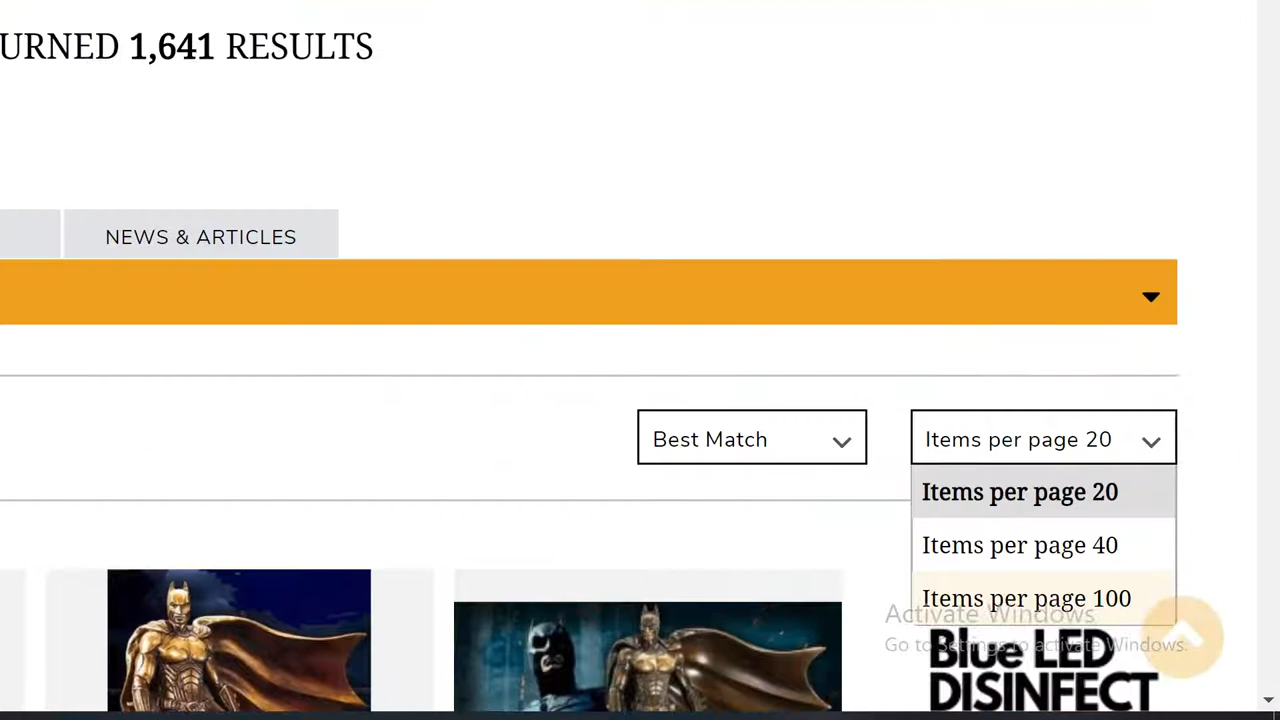 URNED 1,641 RESULTS
NEWS & ARTICLES
Best Match
Items per page 20
Items per page 20
Items per page 40
Items per page 100
Activate Windows
Go to Settings to activate Windows.
Blue LED
DISINFECT